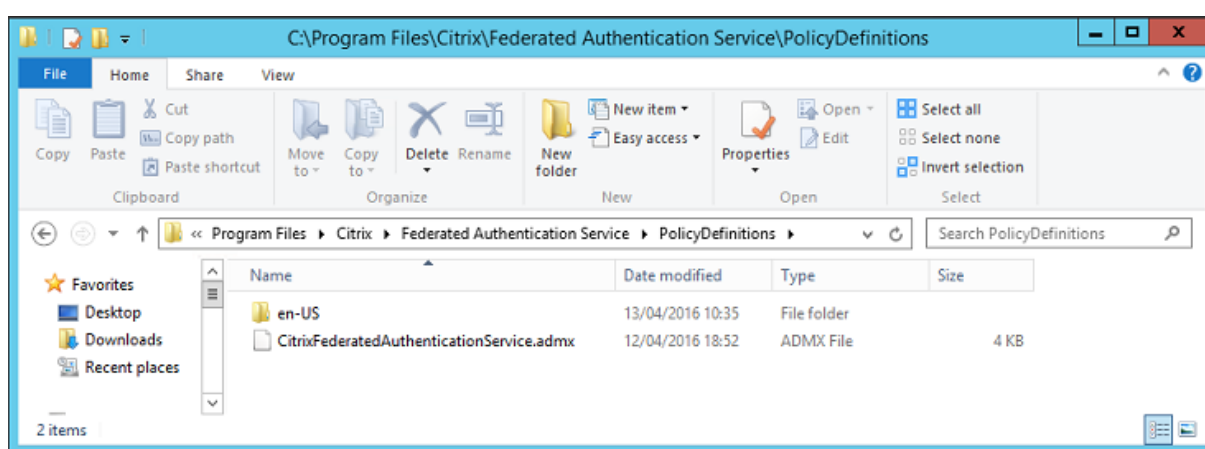 C:\Program Files\Citrix\Federated Authentication Service\PolicyDefinitions
File Home Share View
Copy Paste Cut Copy path Paste shortcut
Clipboard
Move to Copy to Delete Rename
Organize
New folder New item Easy access
New
Properties Open Edit
Open
Select all Select none Invert selection
Select
« Program Files Citrix Federated Authentication Service PolicyDefinitions Search PolicyDefinitions
Favorites
Desktop
Downloads
Recent places
Name Date modified Type Size
en-US 13/04/2016 10:35 File folder
CitrixFederatedAuthenticationService.admx 12/04/2016 18:52 ADMX File 4 KB
2 items